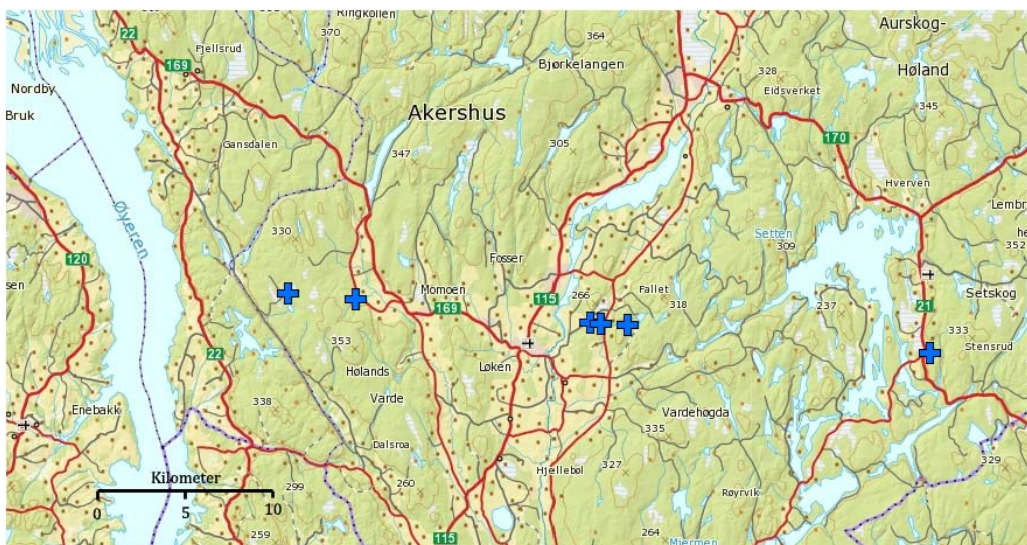 Ringkollen
370
22
Fjellsrud
169
Nordby
Bruk
364
Bjørkelangen
Aurskog-
Høland
328
Eidsverket
345
Akershus
Gansdalen
347
305
170
Hverven
Øyeren
330
120
Fosser
Setten
309
352
Momoen
169
115
266
Fallet
318
237
Setskog
21
333
Stensrud
22
353
Hølands
Varde
Løken
338
Enebakk
Vardehøgda
335
Dalsroa
Hjellebøl
327
329
260
Kilometer
299
Røyrvik
0
5
10
259
115
264
Mjermen